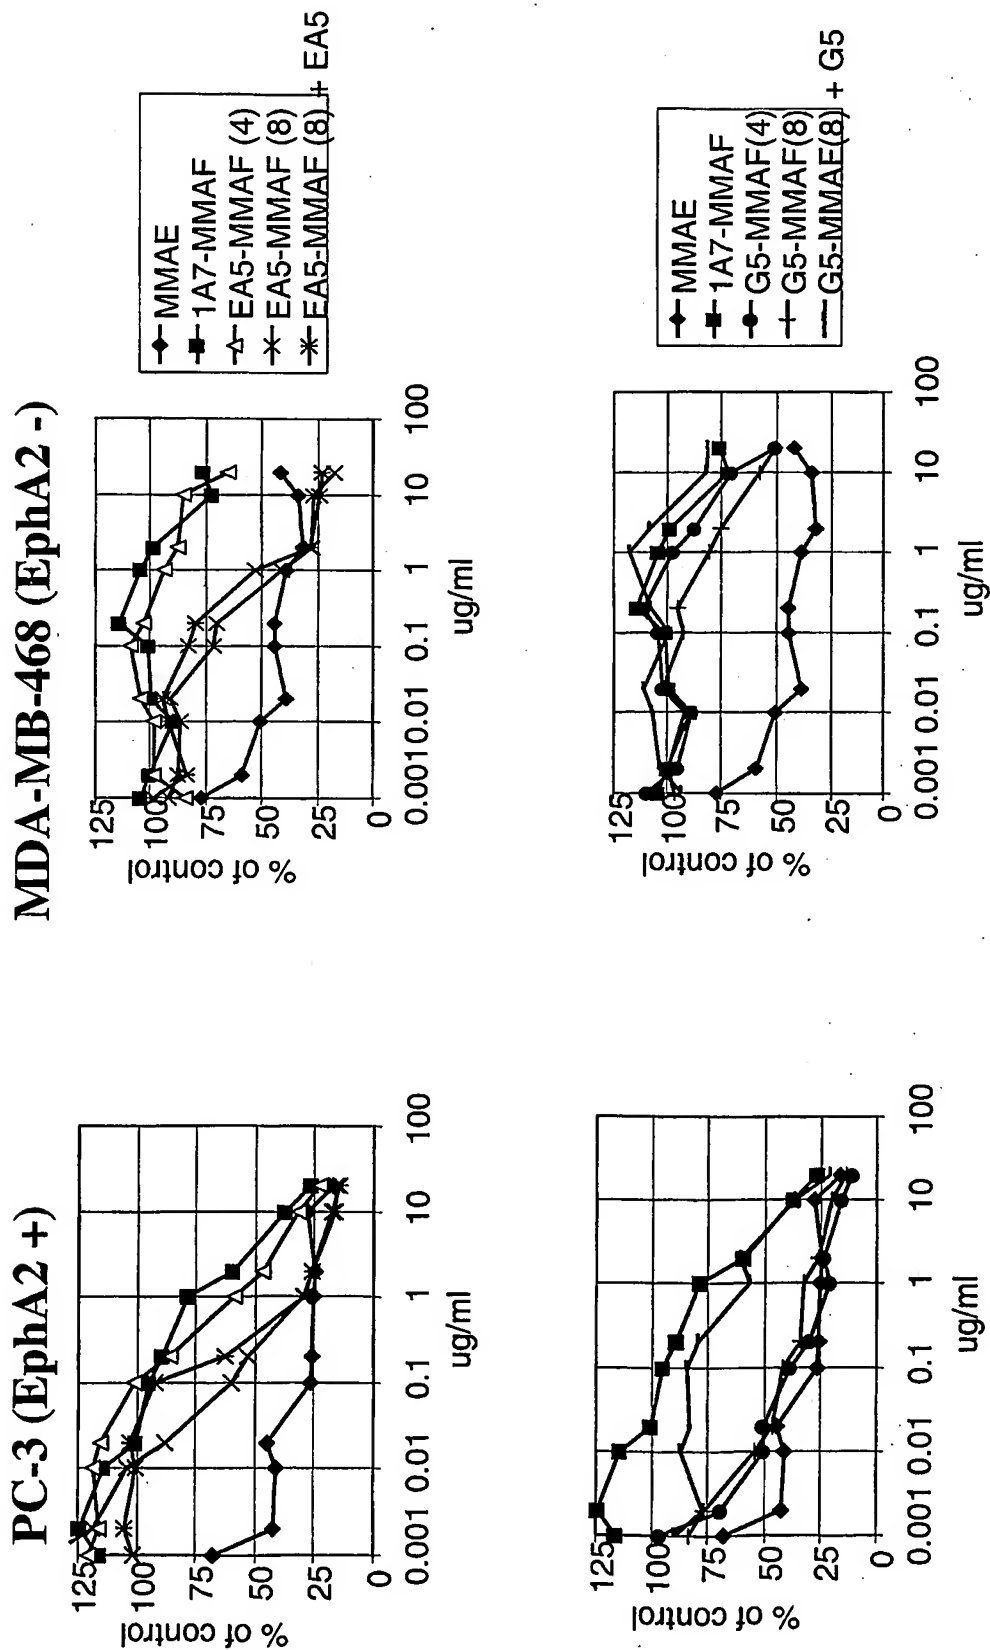 PC-3 (EphA2 +)
125
100
75
50
25
0
% of control
0.001 0.01 0.1 1 10 100
ug/ml
125
100
75
50
25
0
% of control
0.001 0.01 0.1 1 10 100
ug/ml
MDA-MB-468 (EphA2 -)
125
100
75
50
25
0
% of control
0.001 0.01 0.1 1 10 100
ug/ml
MMAE
1A7-MMAF
EA5-MMAF (4)
EA5-MMAF (8)
EA5-MMAF (8) + EA5
125
100
75
50
25
0
% of control
0.001 0.01 0.1 1 10 100
ug/ml
MMAE
1A7-MMAF
G5-MMAF(4)
G5-MMAF(8)
G5-MMAF(8) + G5